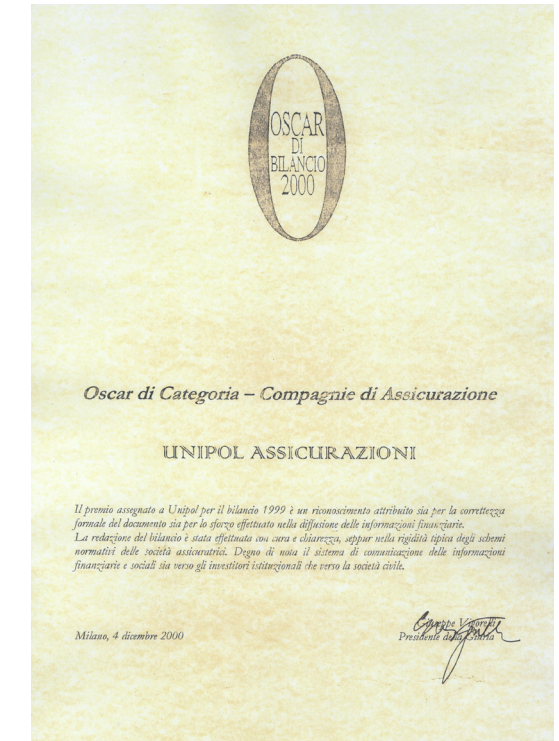 OSCAR
DI
BILANCIO
2000
Oscar di Categoria – Compagnie di Assicurazione
UNIPOL ASSICURAZIONI
Il premio assegnato a Unipol per il bilancio 1999 è un riconoscimento attribuito sia per la correttezza
formale del documento sia per lo sforzo effettuato nella diffusione delle informazioni finanziarie.
La redazione del bilancio è stata effettuata con cura e chiarezza, seppur nella rigidità tipica degli schemi
normativi delle società assicuratrici. Degno di nota il sistema di comunicazione delle informazioni
finanziarie e sociali sia verso gli investitori istituzionali che verso la società civile.
Milano, 4 dicembre 2000
Giuseppe Vigorelli
Presidente della Giuria